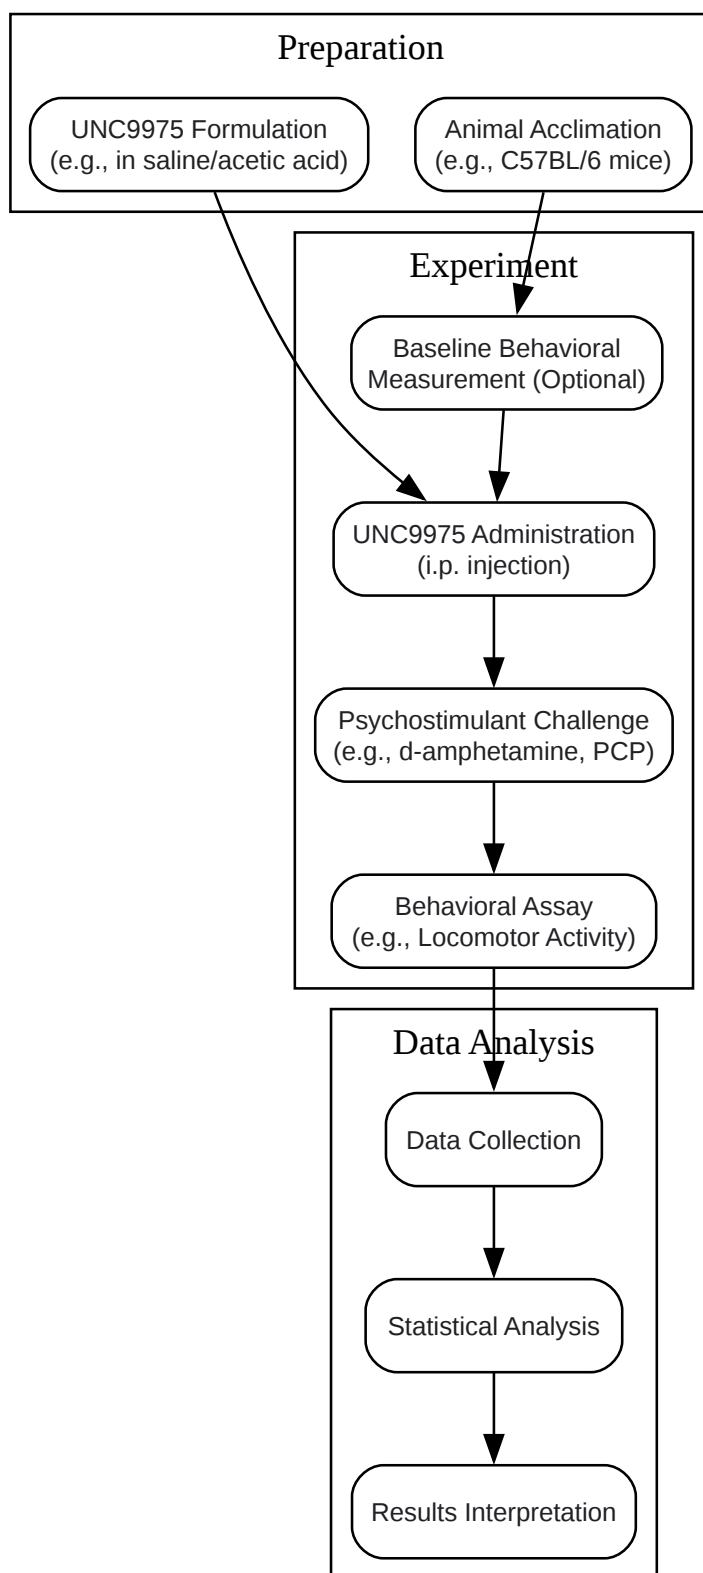 Preparation
UNC9975 Formulation
(e.g., in saline/acetic acid)
Animal Acclimation
(e.g., C57BL/6 mice)
Experiment
Baseline Behavioral
Measurement (Optional)
UNC9975 Administration
(i.p. injection)
Psychostimulant Challenge
(e.g., d-amphetamine, PCP)
Behavioral Assay
(e.g., Locomotor Activity)
Data Analysis
Data Collection
Statistical Analysis
Results Interpretation